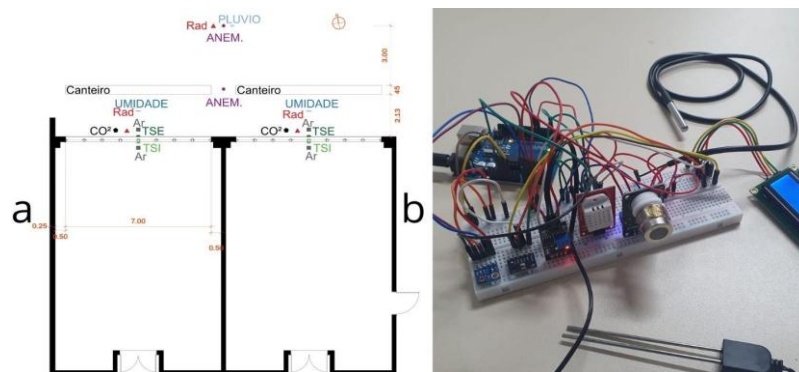 PLUVIO
Rad
ANEM.
3.00
Canteiro
Canteiro
45
ANEM.
UMIDADE
UMIDADE
2.13
Rad
Rad
Ar
Ar
CO²
TSE
CO²
TSE
TSI
TSI
Ar
Ar
a
b
7.00
0.25
.50
0.50